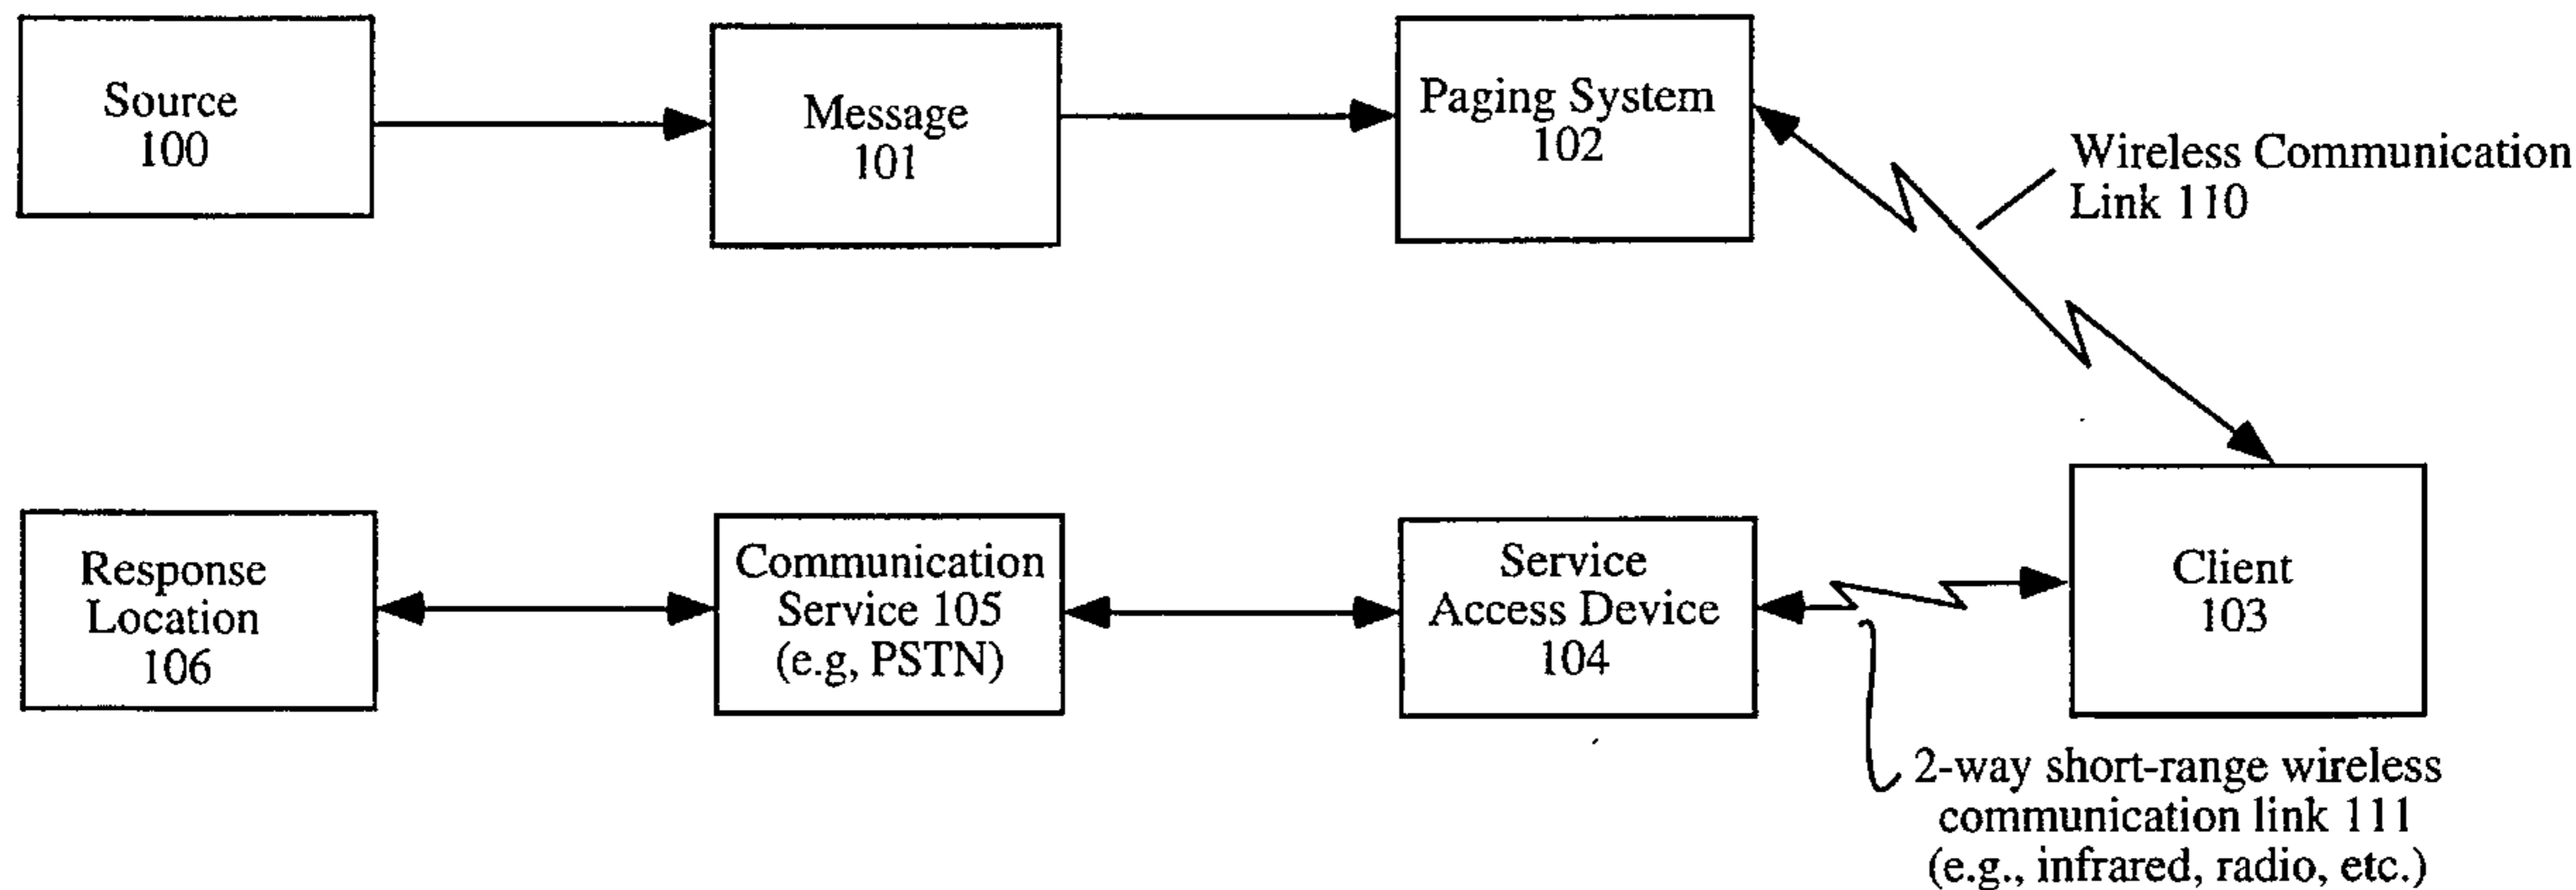 Source
100
Message
101
Paging System
102
Wireless Communication
Link 110
Response
Location
106
Communication
Service 105
(e.g, PSTN)
Service
Access Device
104
Client
103
2-way short-range wireless
communication link 111
(e.g., infrared, radio, etc.)